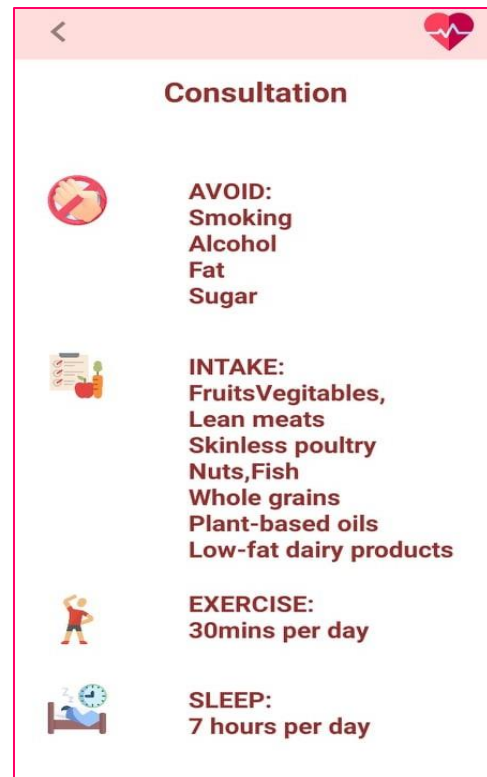 Consultation
AVOID:
Smoking
Alcohol
Fat
Sugar
INTAKE:
FruitsVegitables,
Lean meats
Skinless poultry
Nuts,Fish
Whole grains
Plant-based oils
Low-fat dairy products
EXERCISE:
30mins per day
SLEEP:
7 hours per day